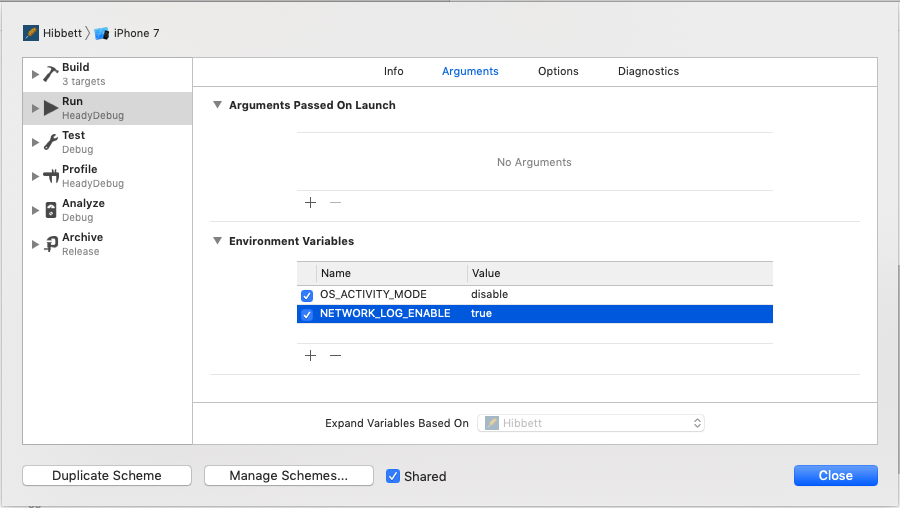 Hibbett
iPhone 7
Build
3 targets
Run
HeadyDebug
Test
Debug
Profile
HeadyDebug
Analyze
Debug
Archive
Release
Info Arguments Options Diagnostics
Arguments Passed On Launch
No Arguments
Environment Variables
Name Value
OS_ACTIVITY_MODE disable
NETWORK_LOG_ENABLE true
Expand Variables Based On Hibbett
Duplicate Scheme Manage Schemes... Shared Close